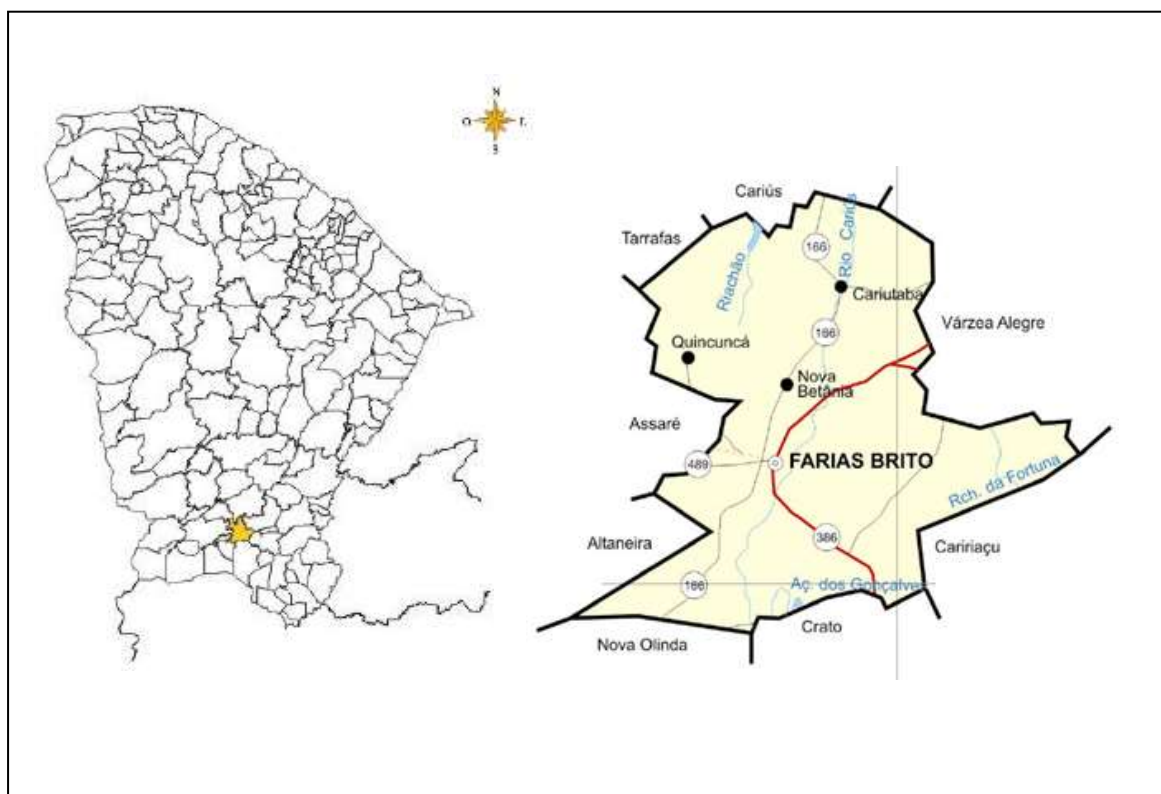 N
O
L
S
Cariús
Tarrafas
Rio Cariús
166
Riachão
Cariutaba
166
Várzea Alegre
Quincuncá
Nova
Betânia
Assaré
489
FARIAS BRITO
Rch. da Fortuna
386
Altaneira
Caririaçu
166
Aç. dos Gonçalves
Crato
Nova Olinda